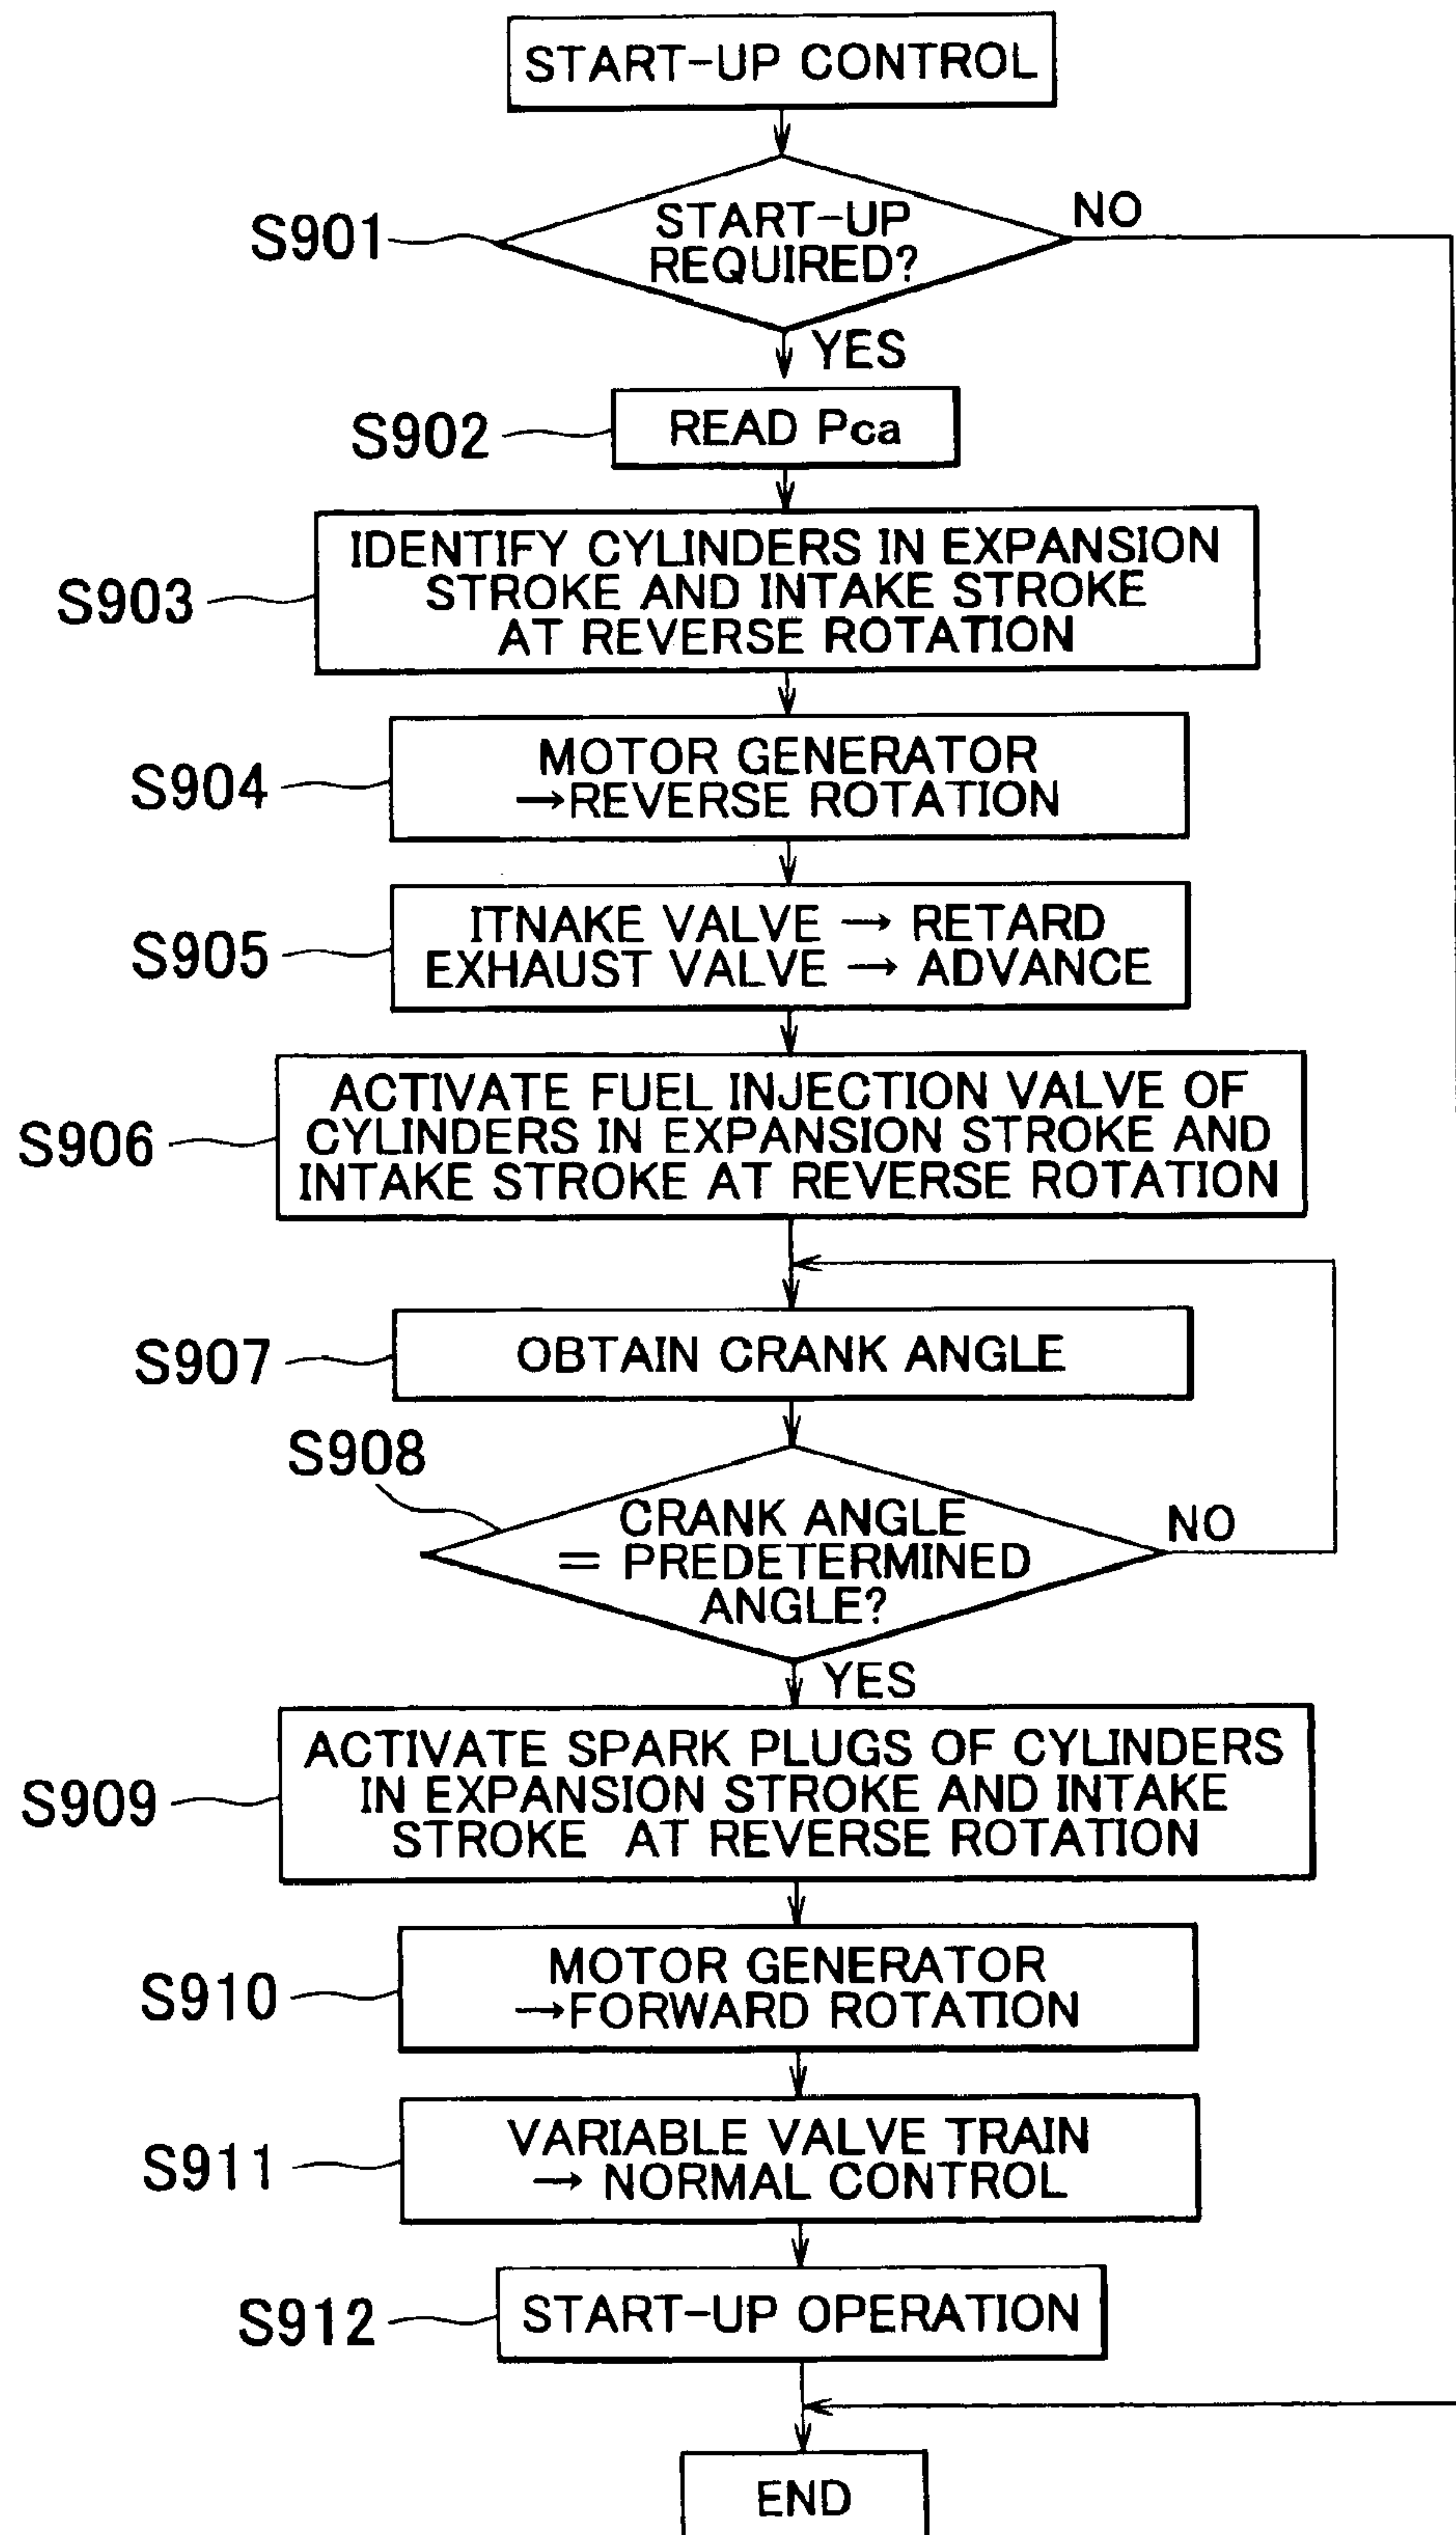 START-UP CONTROL
S901
START-UP
REQUIRED?
NO
YES
S902
READ Pca
S903
IDENTIFY CYLINDERS IN EXPANSION
STROKE AND INTAKE STROKE
AT REVERSE ROTATION
S904
MOTOR GENERATOR
→REVERSE ROTATION
S905
ITNAKE VALVE → RETARD
EXHAUST VALVE → ADVANCE
S906
ACTIVATE FUEL INJECTION VALVE OF
CYLINDERS IN EXPANSION STROKE AND
INTAKE STROKE AT REVERSE ROTATION
S907
OBTAIN CRANK ANGLE
S908
CRANK ANGLE
= PREDETERMINED
ANGLE?
NO
YES
S909
ACTIVATE SPARK PLUGS OF CYLINDERS
IN EXPANSION STROKE AND INTAKE
STROKE AT REVERSE ROTATION
S910
MOTOR GENERATOR
→FORWARD ROTATION
S911
VARIABLE VALVE TRAIN
→ NORMAL CONTROL
S912
START-UP OPERATION
END